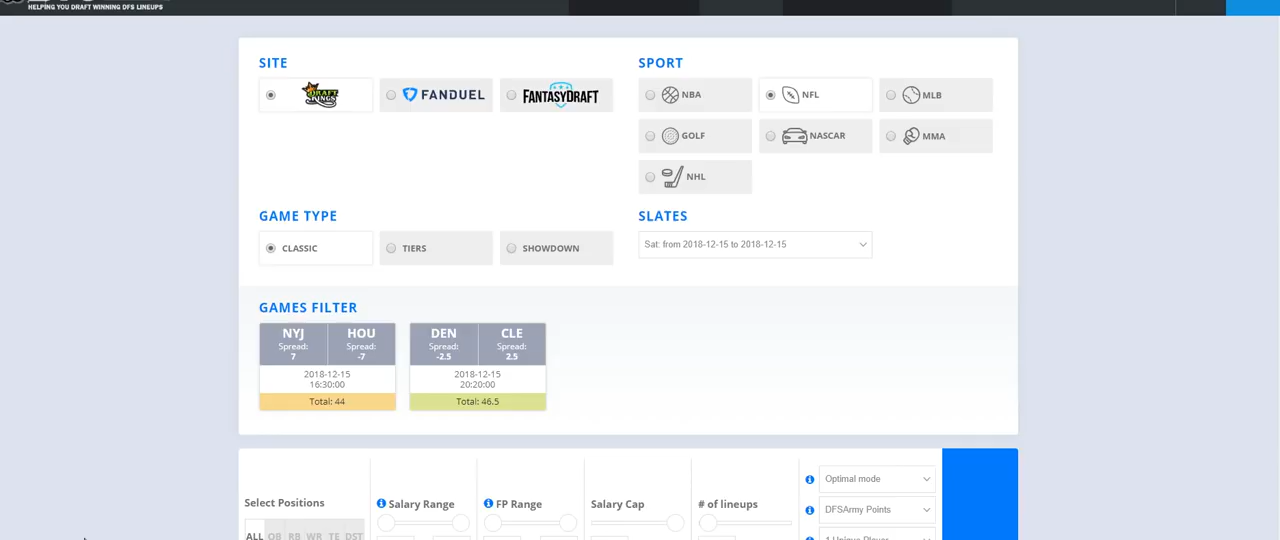 HELPING YOU DRAFT WINNING DFS LINEUPS
SITE
DRAFT KINGS
FANDUEL
FANTASYDRAFT
SPORT
NBA
NFL
MLB
GOLF
NASCAR
MMA
NHL
GAME TYPE
CLASSIC
TIERS
SHOWDOWN
SLATES
Sat: from 2018-12-15 to 2018-12-15
GAMES FILTER
NYJ HOU
Spread: Spread:
7 -7
2018-12-15
16:30:00
Total: 44
DEN CLE
Spread: Spread:
-2.5 2.5
2018-12-15
20:20:00
Total: 46.5
Select Positions
ALL QB RB WR TE DST
Salary Range
FP Range
Salary Cap
# of lineups
Optimal mode
DFSArmy Points
1 Unique Player